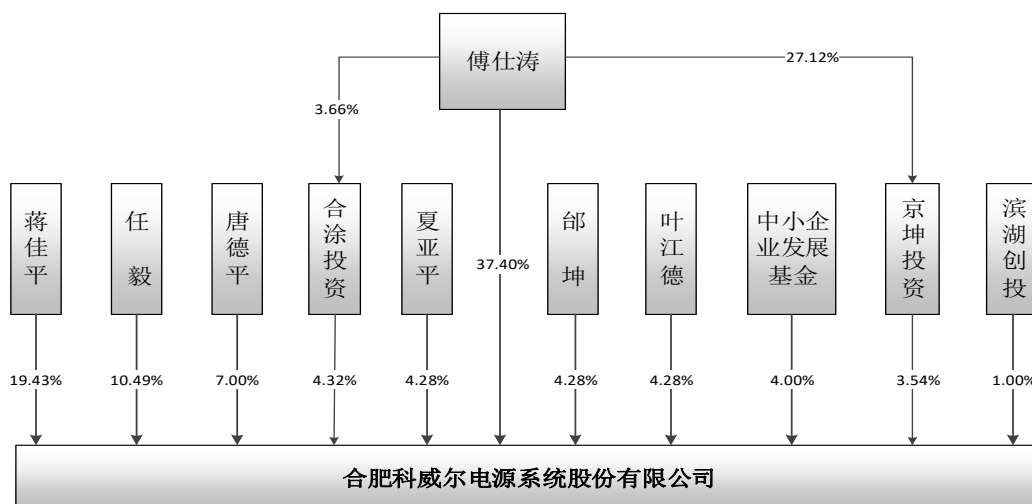 傅仕涛
27.12%
3.66%
蒋佳平
任毅
唐德平
合涂投资
夏亚平
邰坤
叶江德
中小企
业发展
基金
京坤投资
滨湖创投
37.40%
19.43%
10.49%
7.00%
4.32%
4.28%
4.28%
4.28%
4.00%
3.54%
1.00%
合肥科威尔电源系统股份有限公司